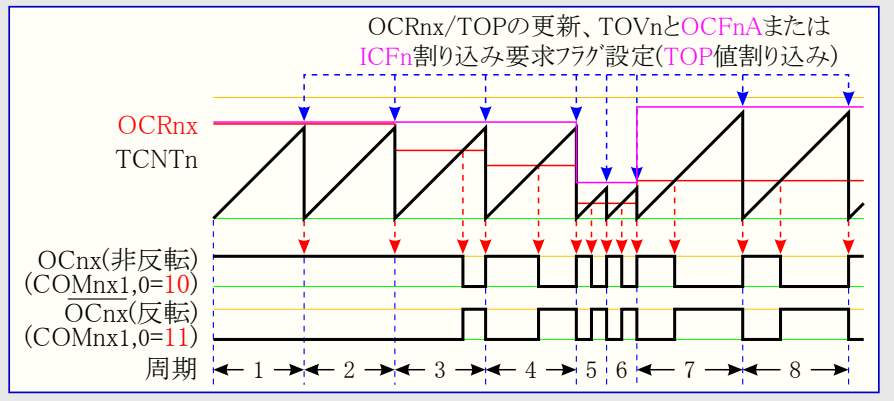 OCRnx/TOPの更新、TOVnとOCFnAまたは
ICFn割り込み要求フラグ設定(TOP値割り込み)
OCRnx
TCNTn
OCnx(非反転)
(COMnx1,0=10)
OCnx(反転)
(COMnx1,0=11)
周期 1 2 3 4 5 6 7 8